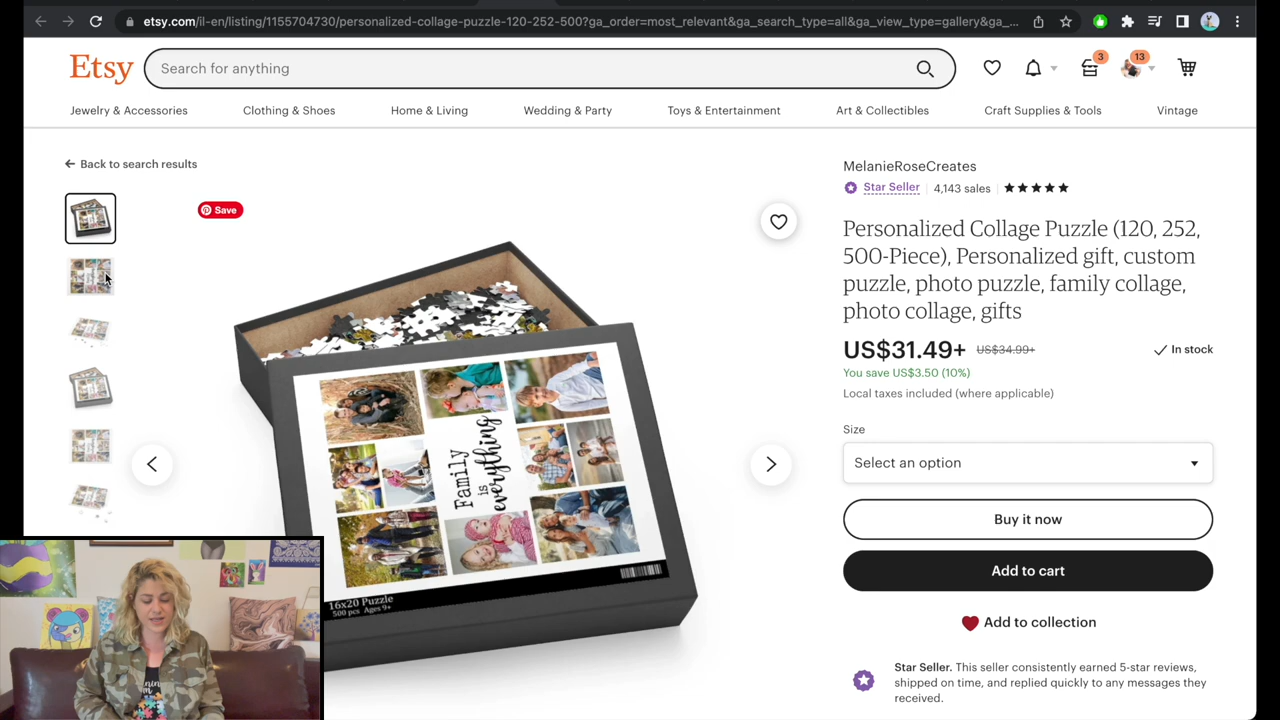 etsy.com/il-en/listing/1155704730/personalized-collage-puzzle-120-252-500?ga_order=most_relevant&ga_search_type=all&ga_view_type=gallery&ga_...
Etsy
Search for anything
3
13
Jewelry & Accessories
Clothing & Shoes
Home & Living
Wedding & Party
Toys & Entertainment
Art & Collectibles
Craft Supplies & Tools
Vintage
Back to search results
Save
Family
is
everything
16x20 Puzzle
500 pcs Ages 9+
MelanieRoseCreates
Star Seller
4,143 sales
Personalized Collage Puzzle (120, 252,
500-Piece), Personalized gift, custom
puzzle, photo puzzle, family collage,
photo collage, gifts
US$31.49+ US$34.99+
In stock
You save US$3.50 (10%)
Local taxes included (where applicable)
Size
Select an option
Buy it now
Add to cart
Add to collection
Star Seller. This seller consistently earned 5-star reviews,
shipped on time, and replied quickly to any messages they
received.